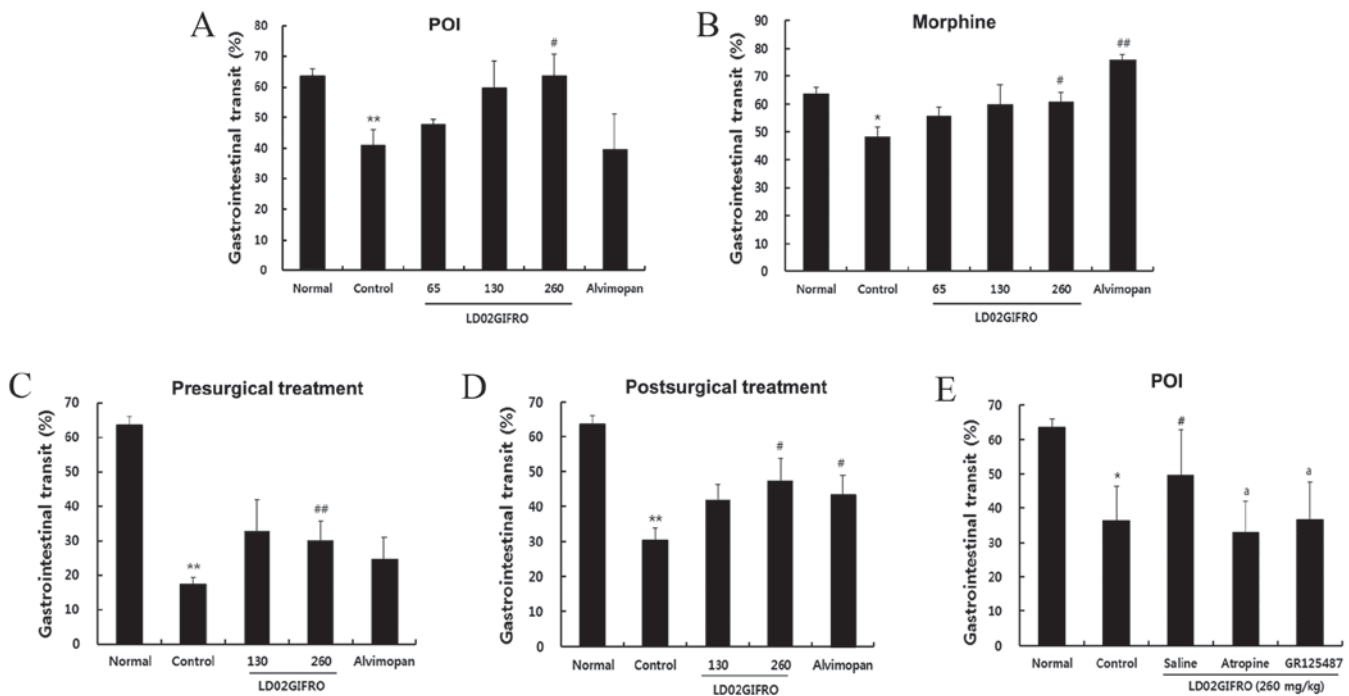 A
POI
Gastrointestinal transit (%)
80
70
60
50
40
30
20
10
0
**
#
Normal Control 65 130 260 Alvimopan
LD02GIFRO
B
Morphine
Gastrointestinal transit (%)
90
80
70
60
50
40
30
20
10
0
*
#
##
Normal Control 65 130 260 Alvimopan
LD02GIFRO
C
Presurgical treatment
Gastrointestinal transit (%)
70
60
50
40
30
20
10
0
**
##
Normal Control 130 260 Alvimopan
LD02GIFRO
D
Postsurgical treatment
Gastrointestinal transit (%)
70
60
50
40
30
20
10
0
**
#
#
Normal Control 130 260 Alvimopan
LD02GIFRO
E
POI
Gastrointestinal transit (%)
70
60
50
40
30
20
10
0
*
#
a
a
Normal Control Saline Atropine GR125487
LD02GIFRO (260 mg/kg)